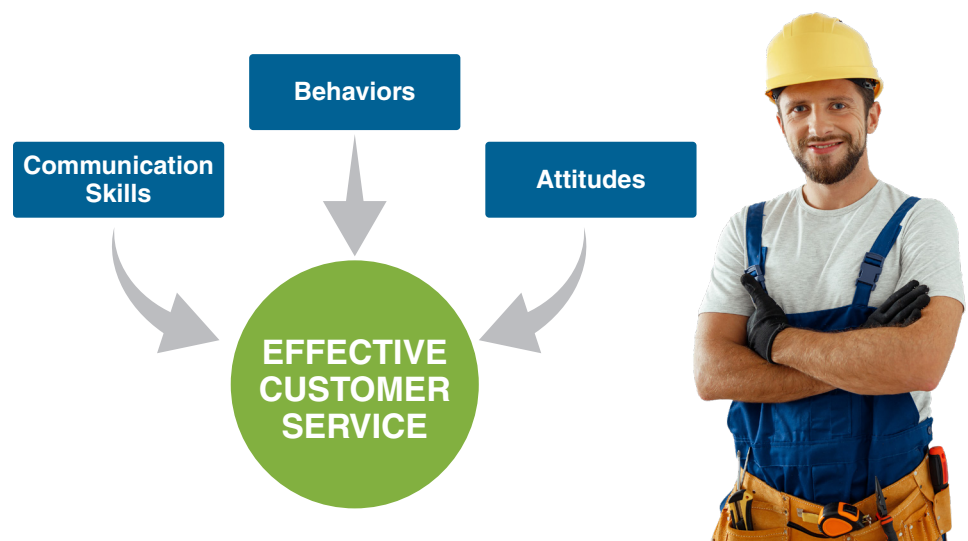 Behaviors
Communication
Skills
Attitudes
EFFECTIVE
CUSTOMER
SERVICE